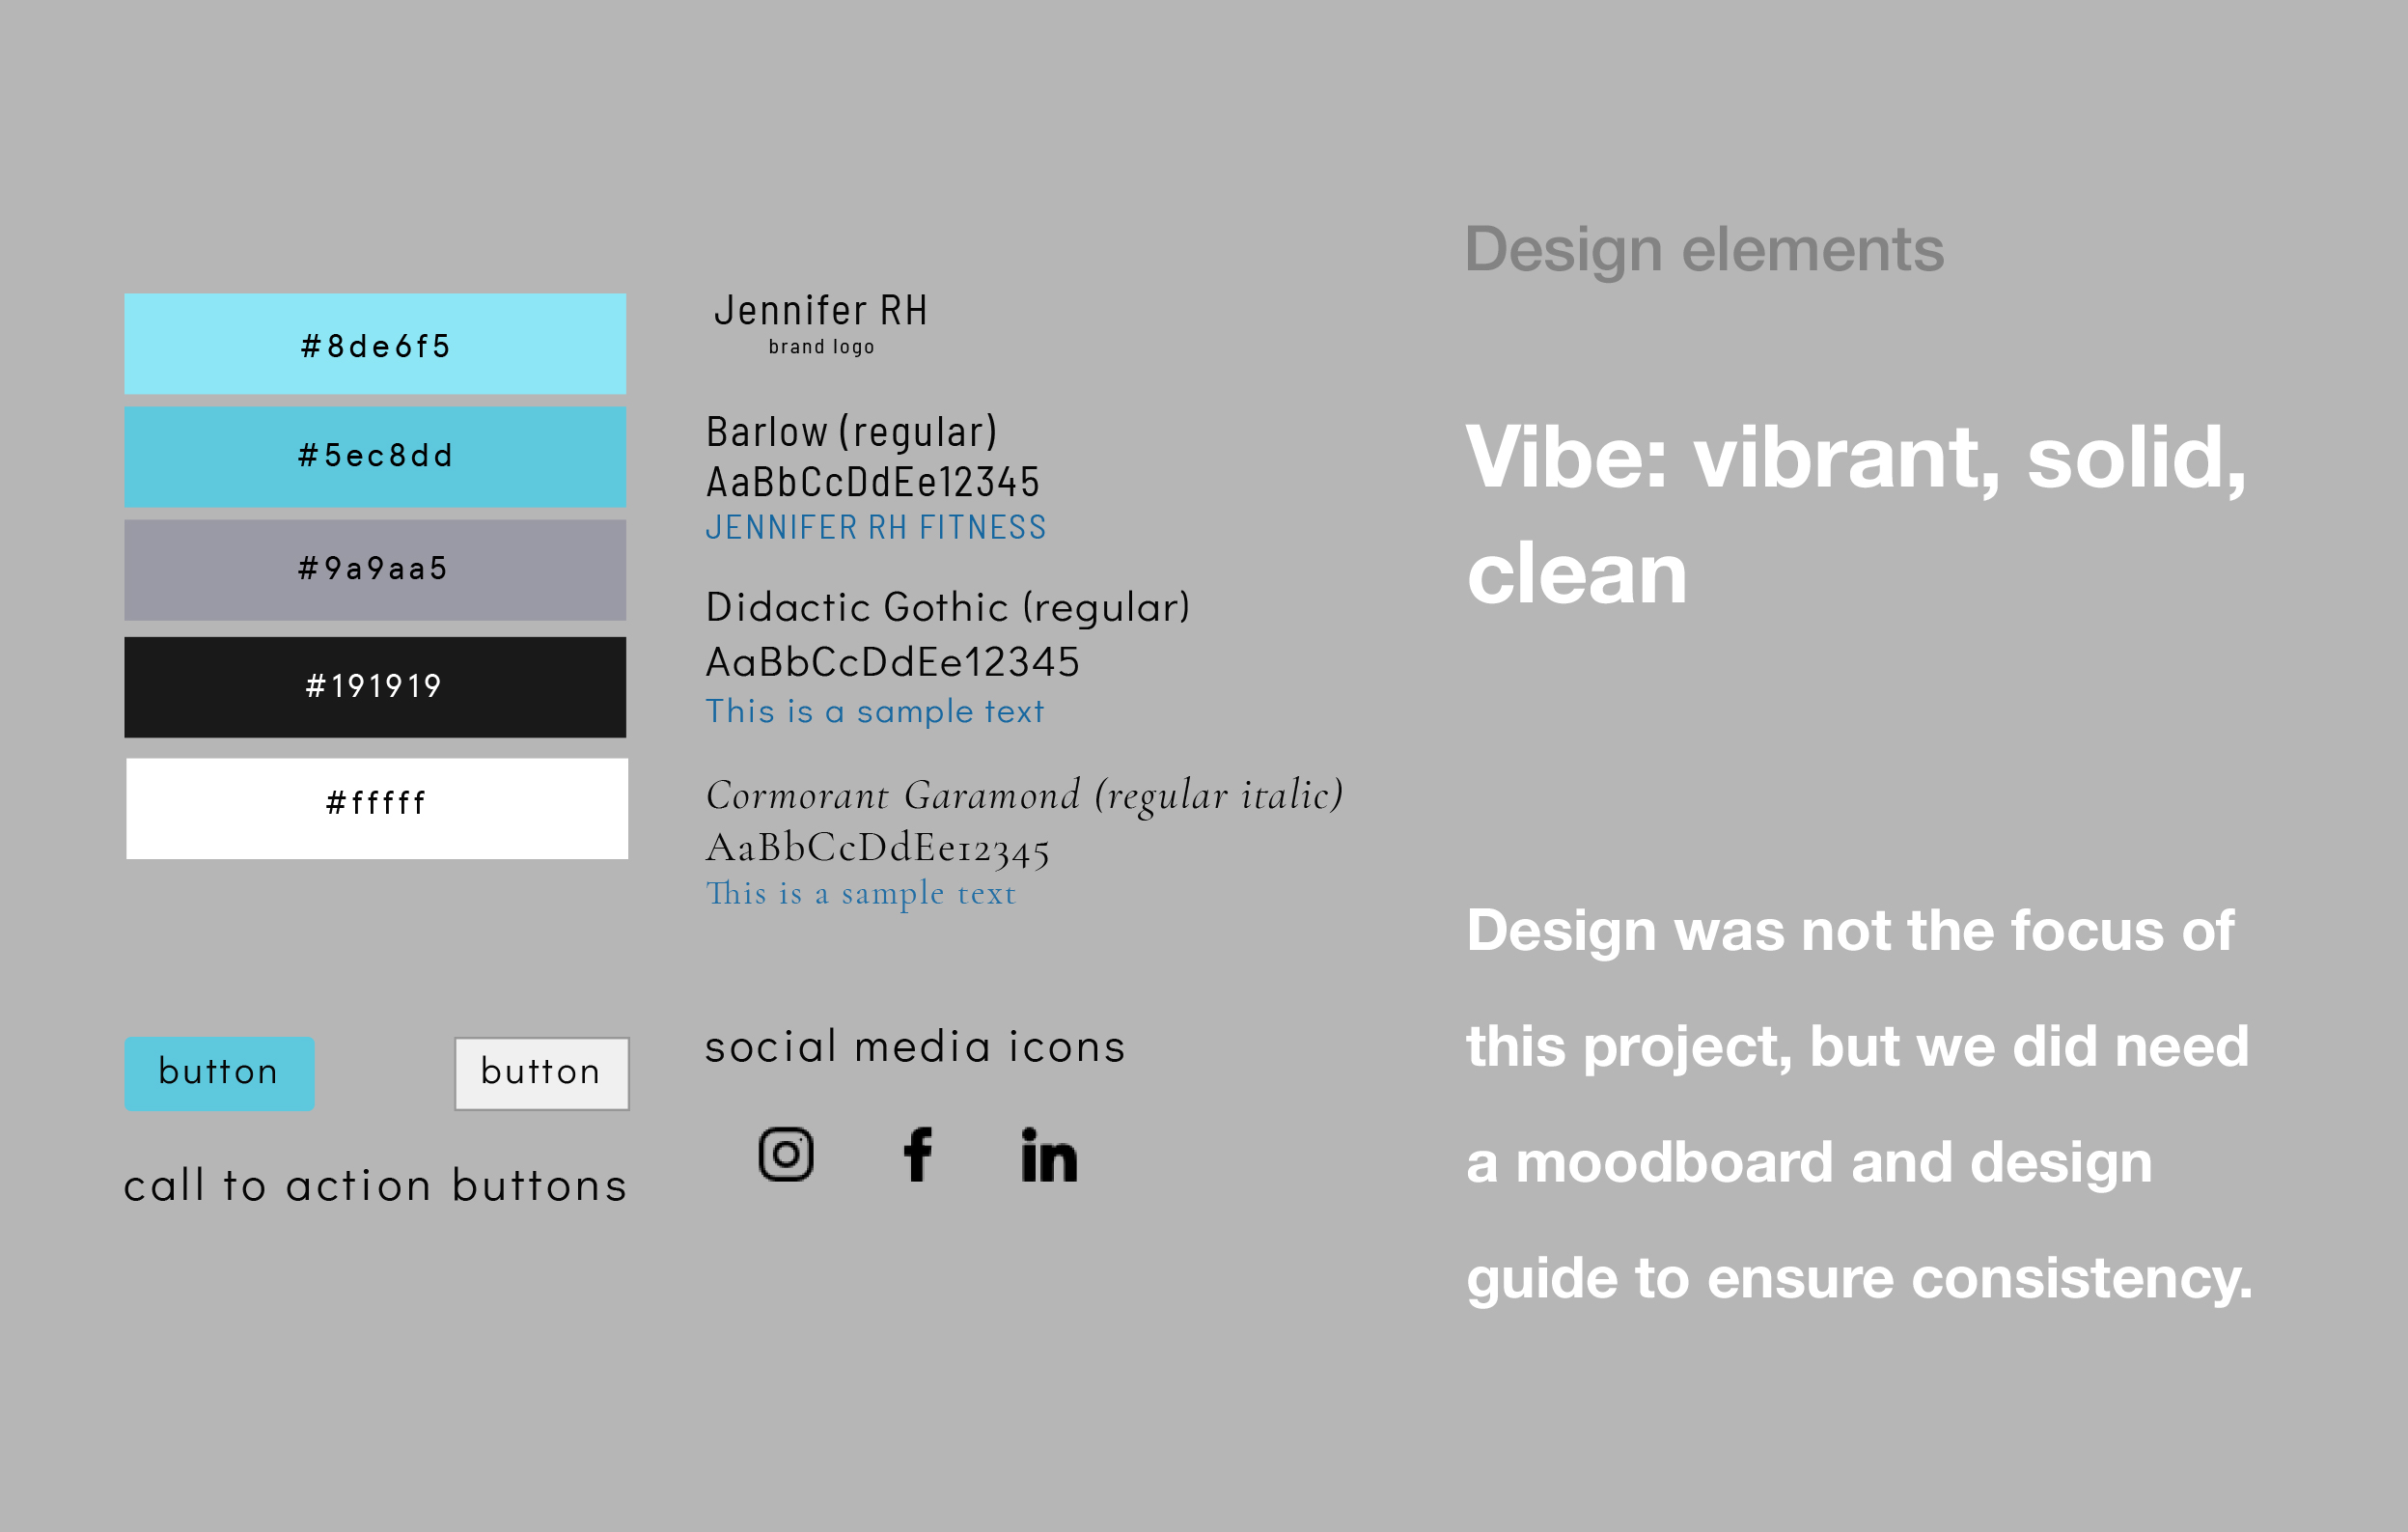 #8de6f5
#5ec8dd
#9a9aa5
#191919
#fffff
button
button
call to action buttons
Jennifer RH
brand logo
Barlow (regular)
AaBbCcDdEe12345
JENNIFER RH FITNESS
Didactic Gothic (regular)
AaBbCcDdEe12345
This is a sample text
Cormorant Garamond (regular italic)
AaBbCcDdEe12345
This is a sample text
social media icons
f
in
Design elements
Vibe: vibrant, solid,
clean
Design was not the focus of
this project, but we did need
a moodboard and design
guide to ensure consistency.